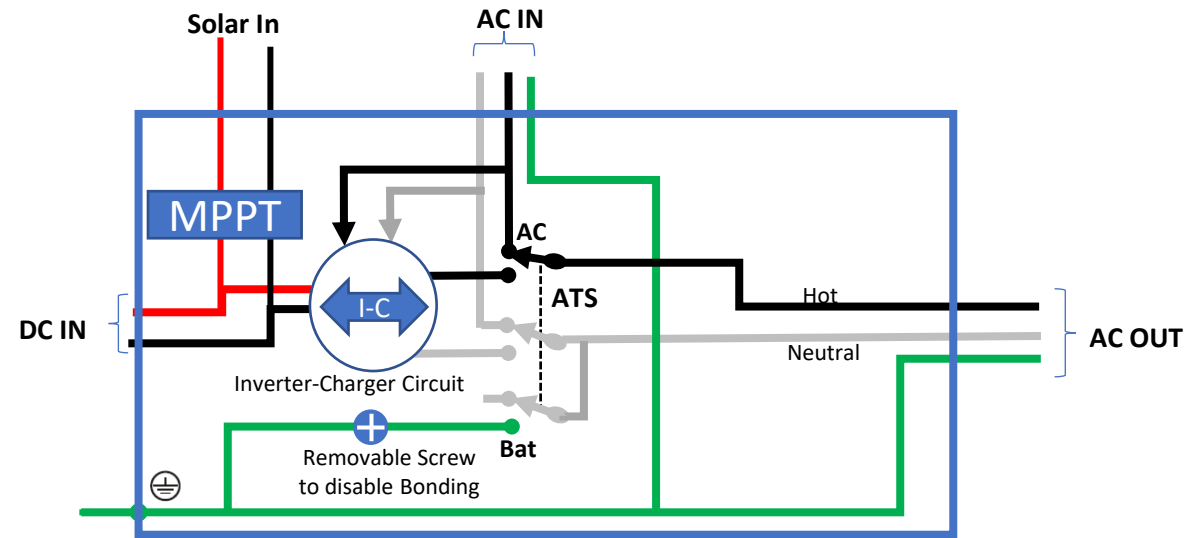 Solar In
AC IN
MPPT
AC
I-C
ATS
Hot
DC IN
AC OUT
Neutral
Inverter-Charger Circuit
Bat
Removable Screw
to disable Bonding